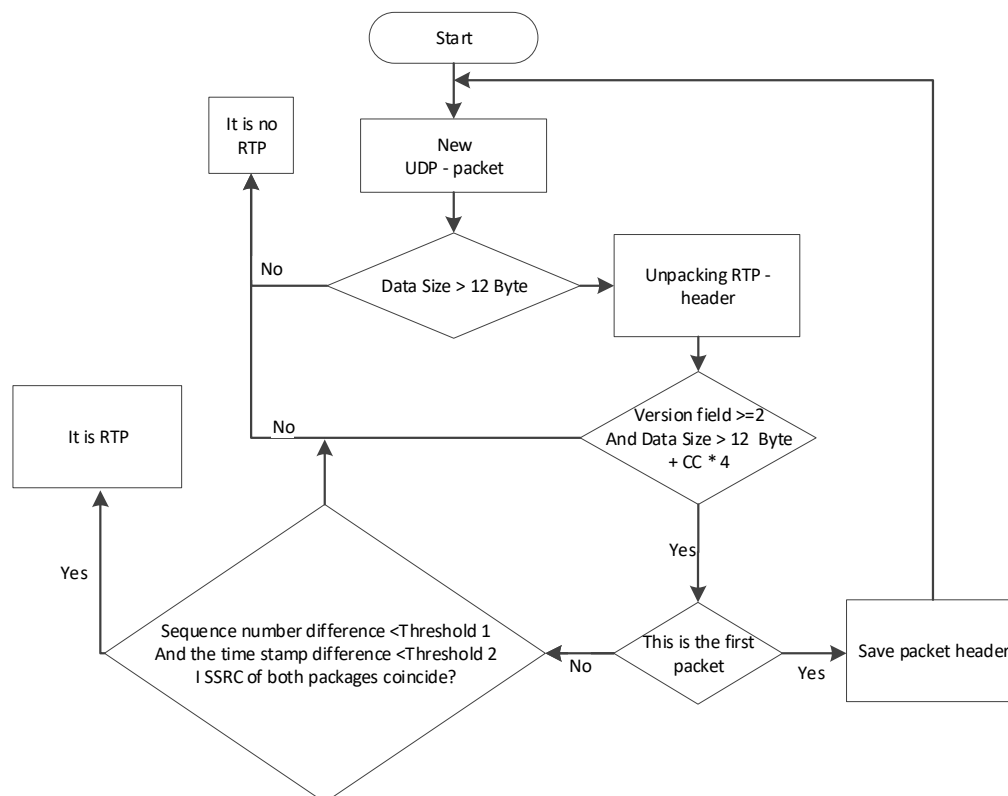 Start
It is no
RTP
New
UDP - packet
No
Data Size > 12 Byte
Unpacking RTP -
header
It is RTP
No
Version field >=2
And Data Size > 12 Byte
+ CC * 4
Yes
Yes
Sequence number difference <Threshold 1
And the time stamp difference <Threshold 2
I SSRC of both packages coincide?
No
This is the first
packet
Yes
Save packet header